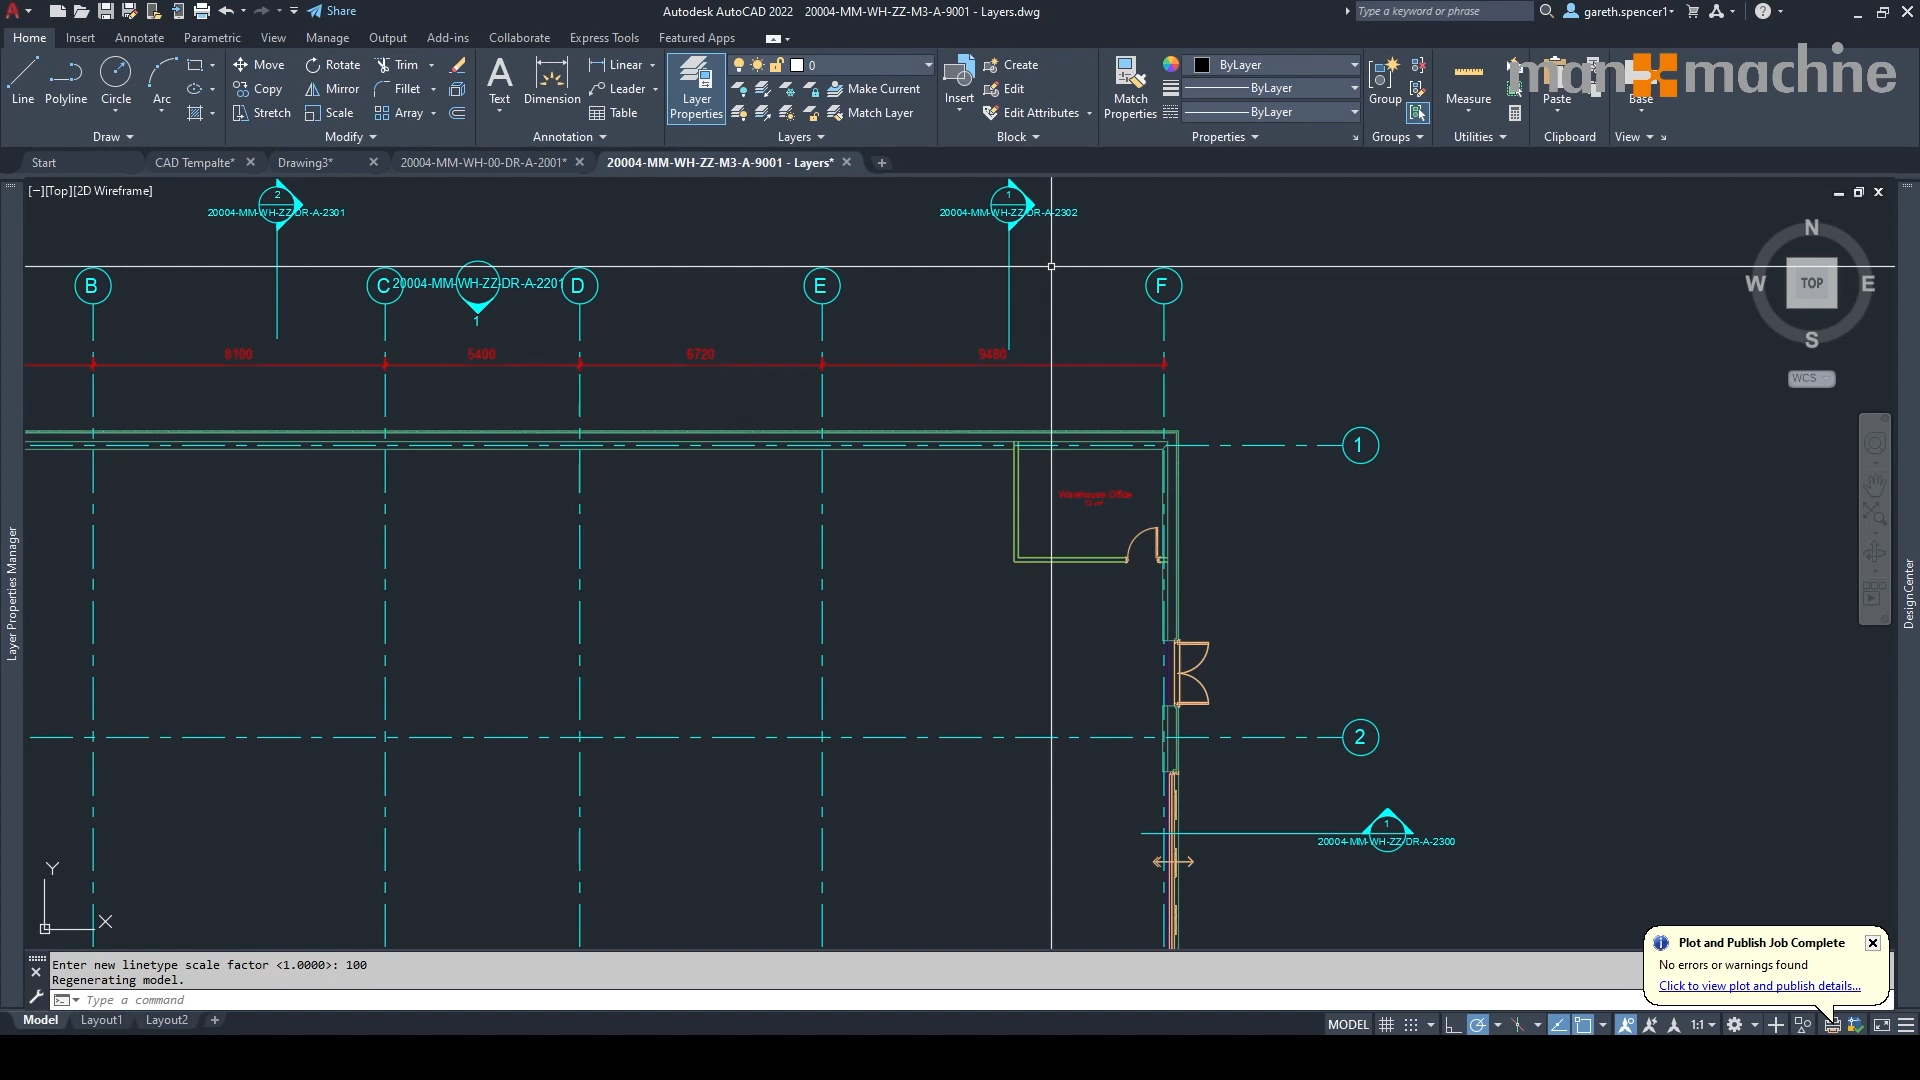 Share
Autodesk AutoCAD 2022 20004-MM-WH-ZZ-M3-A-9001 - Layers.dwg
Type a keyword or phrase
gareth.spencer1
Home Insert Annotate Parametric View Manage Output Add-ins Collaborate Express Tools Featured Apps
man machine
Line Polyline Circle Arc
Move Rotate Trim
Copy Mirror Fillet
Stretch Scale Array
Text Dimension
Linear
Leader
Table
Layer Properties
0
Make Current
Match Layer
Insert
Create
Edit
Edit Attributes
Match Properties
ByLayer
ByLayer
ByLayer
Group
Measure
Paste
Base
Draw Modify Annotation Layers Block Properties Groups Utilities Clipboard View
Start CAD Tempalte* Drawing3* 20004-MM-WH-00-DR-A-2001* 20004-MM-WH-ZZ-M3-A-9001 - Layers*
[−][Top][2D Wireframe]
2
20004-MM-WH-ZZ-DR-A-2301
1
20004-MM-WH-ZZ-DR-A-2302
N
W TOP E
S
WCS
B C 20004-MM-WH-ZZ-DR-A-2201 D E F
1
8100 5400 6720 9480
1
Warehouse Office
2
1
20004-MM-WH-ZZ-DR-A-2300
Layer Properties Manager
DesignCenter
Y
X
Enter new linetype scale factor <1.0000>: 100
Regenerating model.
Type a command
Plot and Publish Job Complete
No errors or warnings found
Click to view plot and publish details...
Model Layout1 Layout2
MODEL
1:1